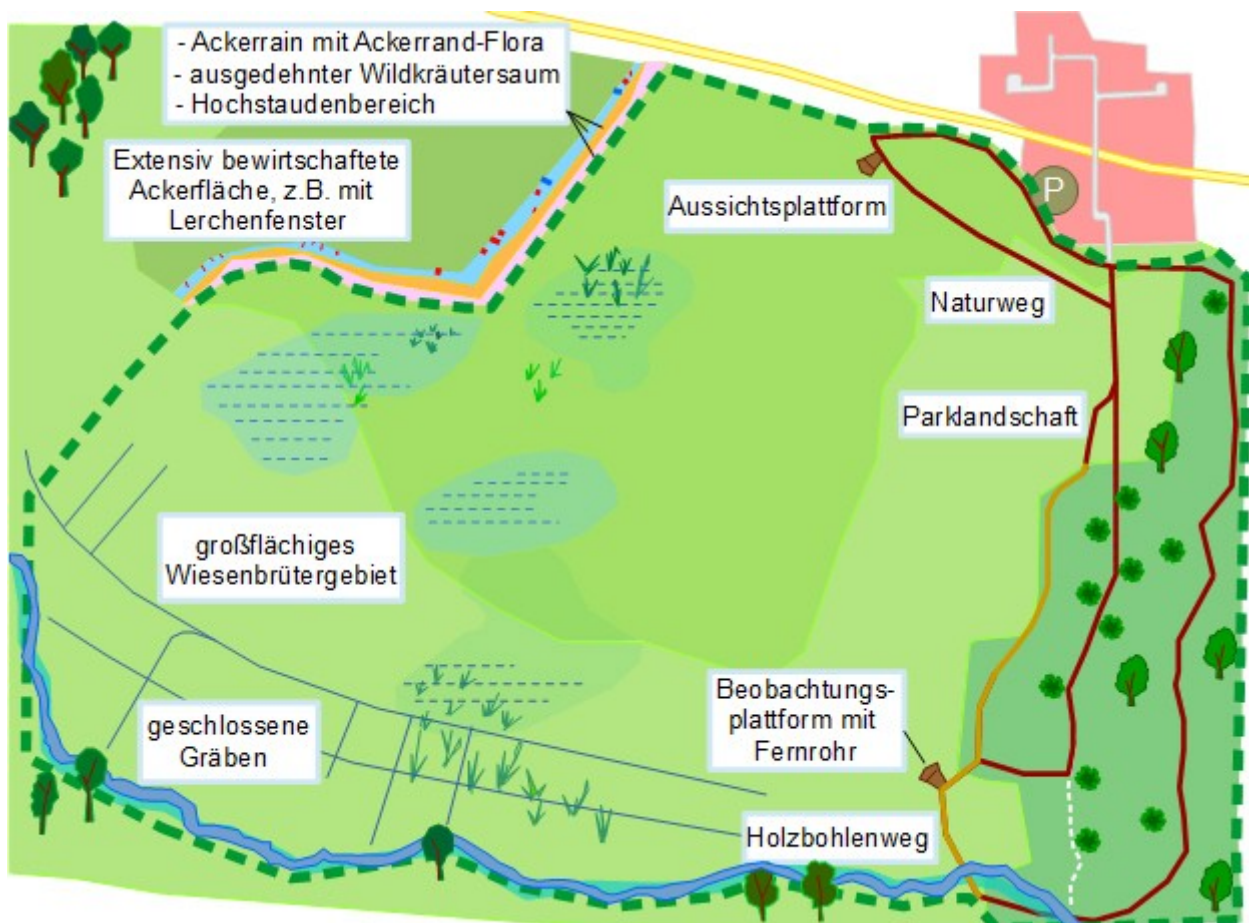 - Ackerrain mit Ackerrand-Flora
- ausgedehnter Wildkräutersaum
- Hochstaudenbereich
Extensiv bewirtschaftete
Ackerfläche, z.B. mit
Lerchenfenster
P
Aussichtsplattform
Naturweg
Parklandschaft
großflächiges
Wiesenbrütergebiet
geschlossene
Gräben
Beobachtungs-
plattform mit
Fernrohr
Holzbohlenweg